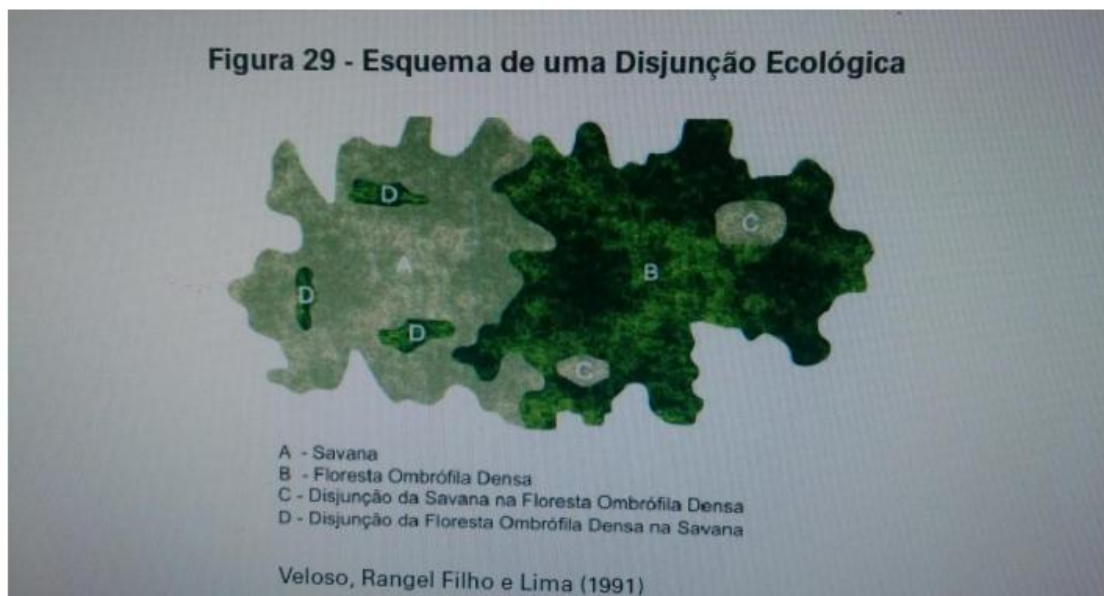 Figura 29 - Esquema de uma Disjunção Ecológica
D
A
C
B
D
D
C
A - Savana
B - Floresta Ombrófila Densa
C - Disjunção da Savana na Floresta Ombrófila Densa
D - Disjunção da Floresta Ombrófila Densa na Savana
Veloso, Rangel Filho e Lima (1991)